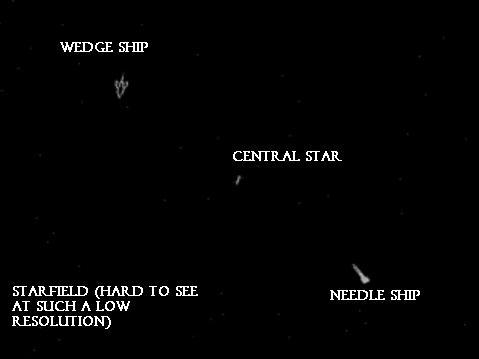 WEDGE SHIP
CENTRAL STAR
NEEDLE SHIP
STARFIELD (HARD TO SEE
AT SUCH A LOW
RESOLUTION)